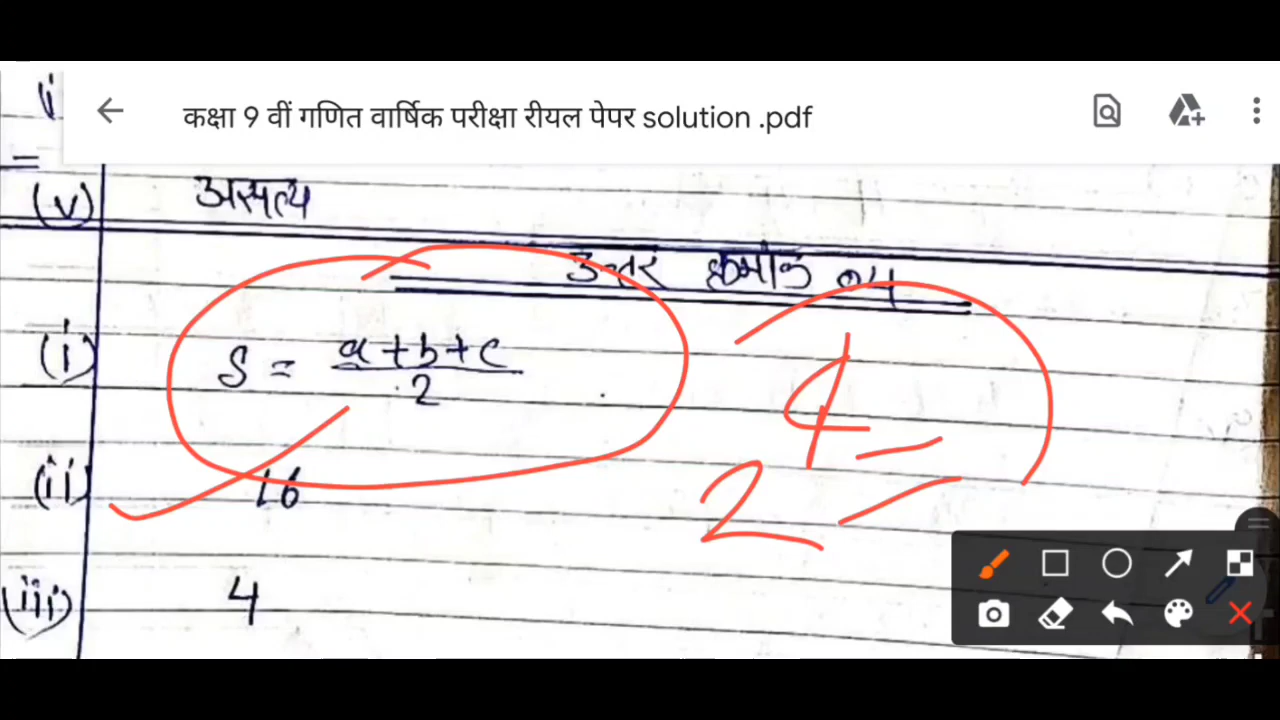 कक्षा 9 वीं गणित वार्षिक परीक्षा रीयल पेपर solution .pdf
=
(v) असत्य
उत्तर क्रमांक 04
(i) S = a+b+c
2
(ii) 16
4
2
(iii) 4